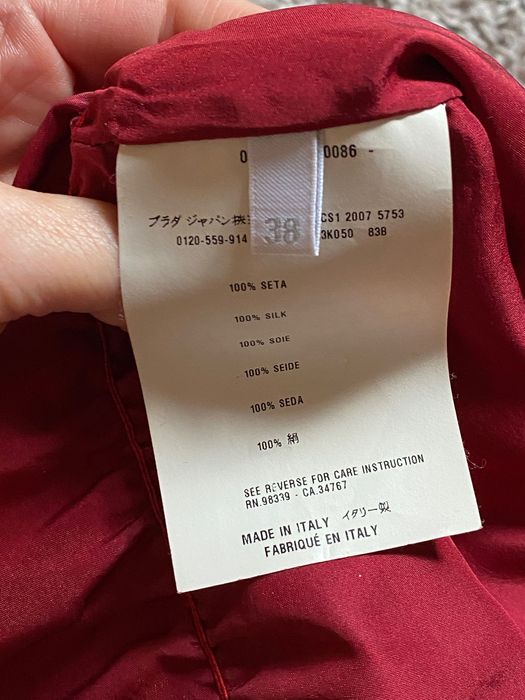 0 0086 -
プラダ ジャパン株 CS1 2007 5753
0120-559-914 38 3K050 83B
100% SETA
100% SILK
100% SOIE
100% SEIDE
100% SEDA
100% 絹
SEE REVERSE FOR CARE INSTRUCTION
RN.98339 - CA.34767
MADE IN ITALY イタリー製
FABRIQUÉ EN ITALY